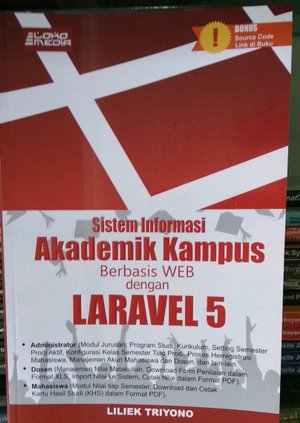 LOKO
MEDIA
BONUS
Source Code
Link di Buku
!
Sistem Informasi
Akademik Kampus
Berbasis WEB
dengan
LARAVEL 5
• Administrator (Modul Jurusan, Program Studi, Kurikulum, Setting Semester
Prodi Aktif, Konfigurasi Kelas Semester Tiap Prodi, Proses Herregistrasi
Mahasiswa, Manajemen Akun Mahasiswa dan Dosen, dan lain-lain.
• Dosen (Manajemen Nilai Matakuliah, Download Form Penilaian dalam
Format XLS, Import Nilai ke Sistem, Cetak Nilai dalam Format PDF).
• Mahasiswa (Modul Nilai tiap Semester, Download dan Cetak
Kartu Hasil Studi (KHS) dalam Format PDF).
LILIEK TRIYONO